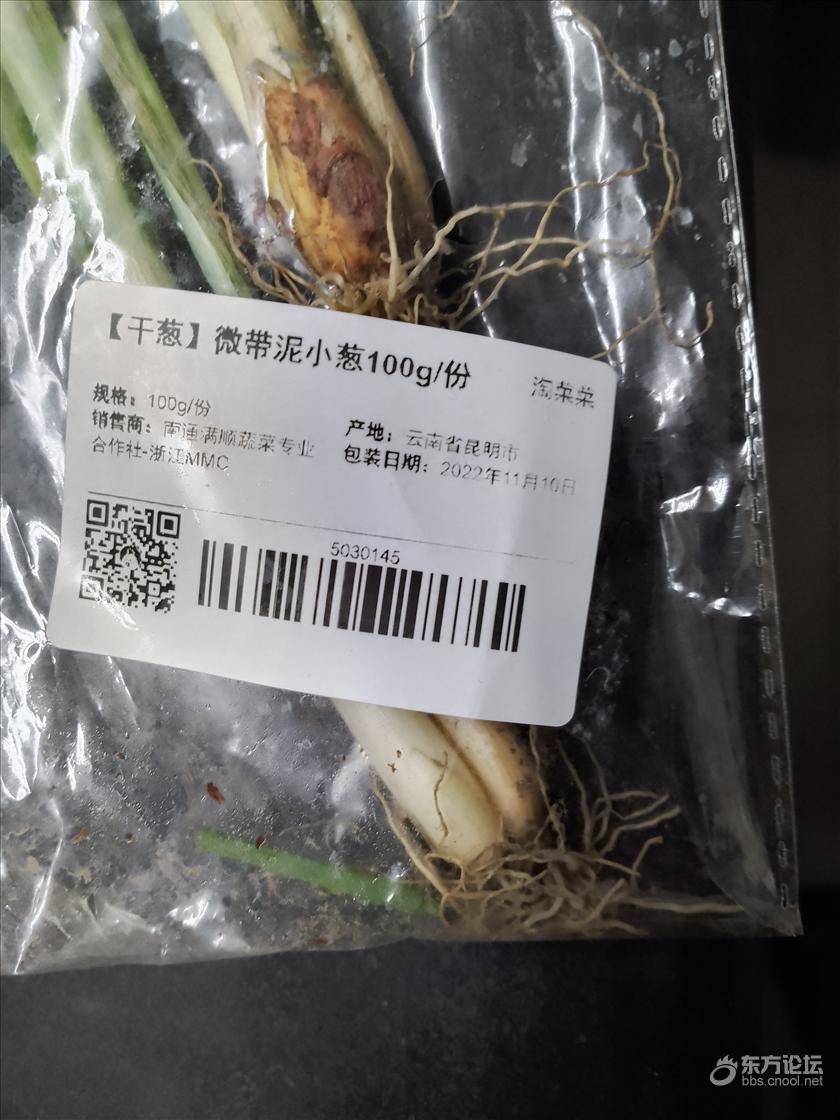 【干葱】微带泥小葱100g/份
淘菜菜
规格：100g/份
销售商：南通满顺蔬菜专业
合作社-浙江MMC
产地：云南省昆明市
包装日期：2022年11月10日
5030145
东方论坛
bbs.cnool.net